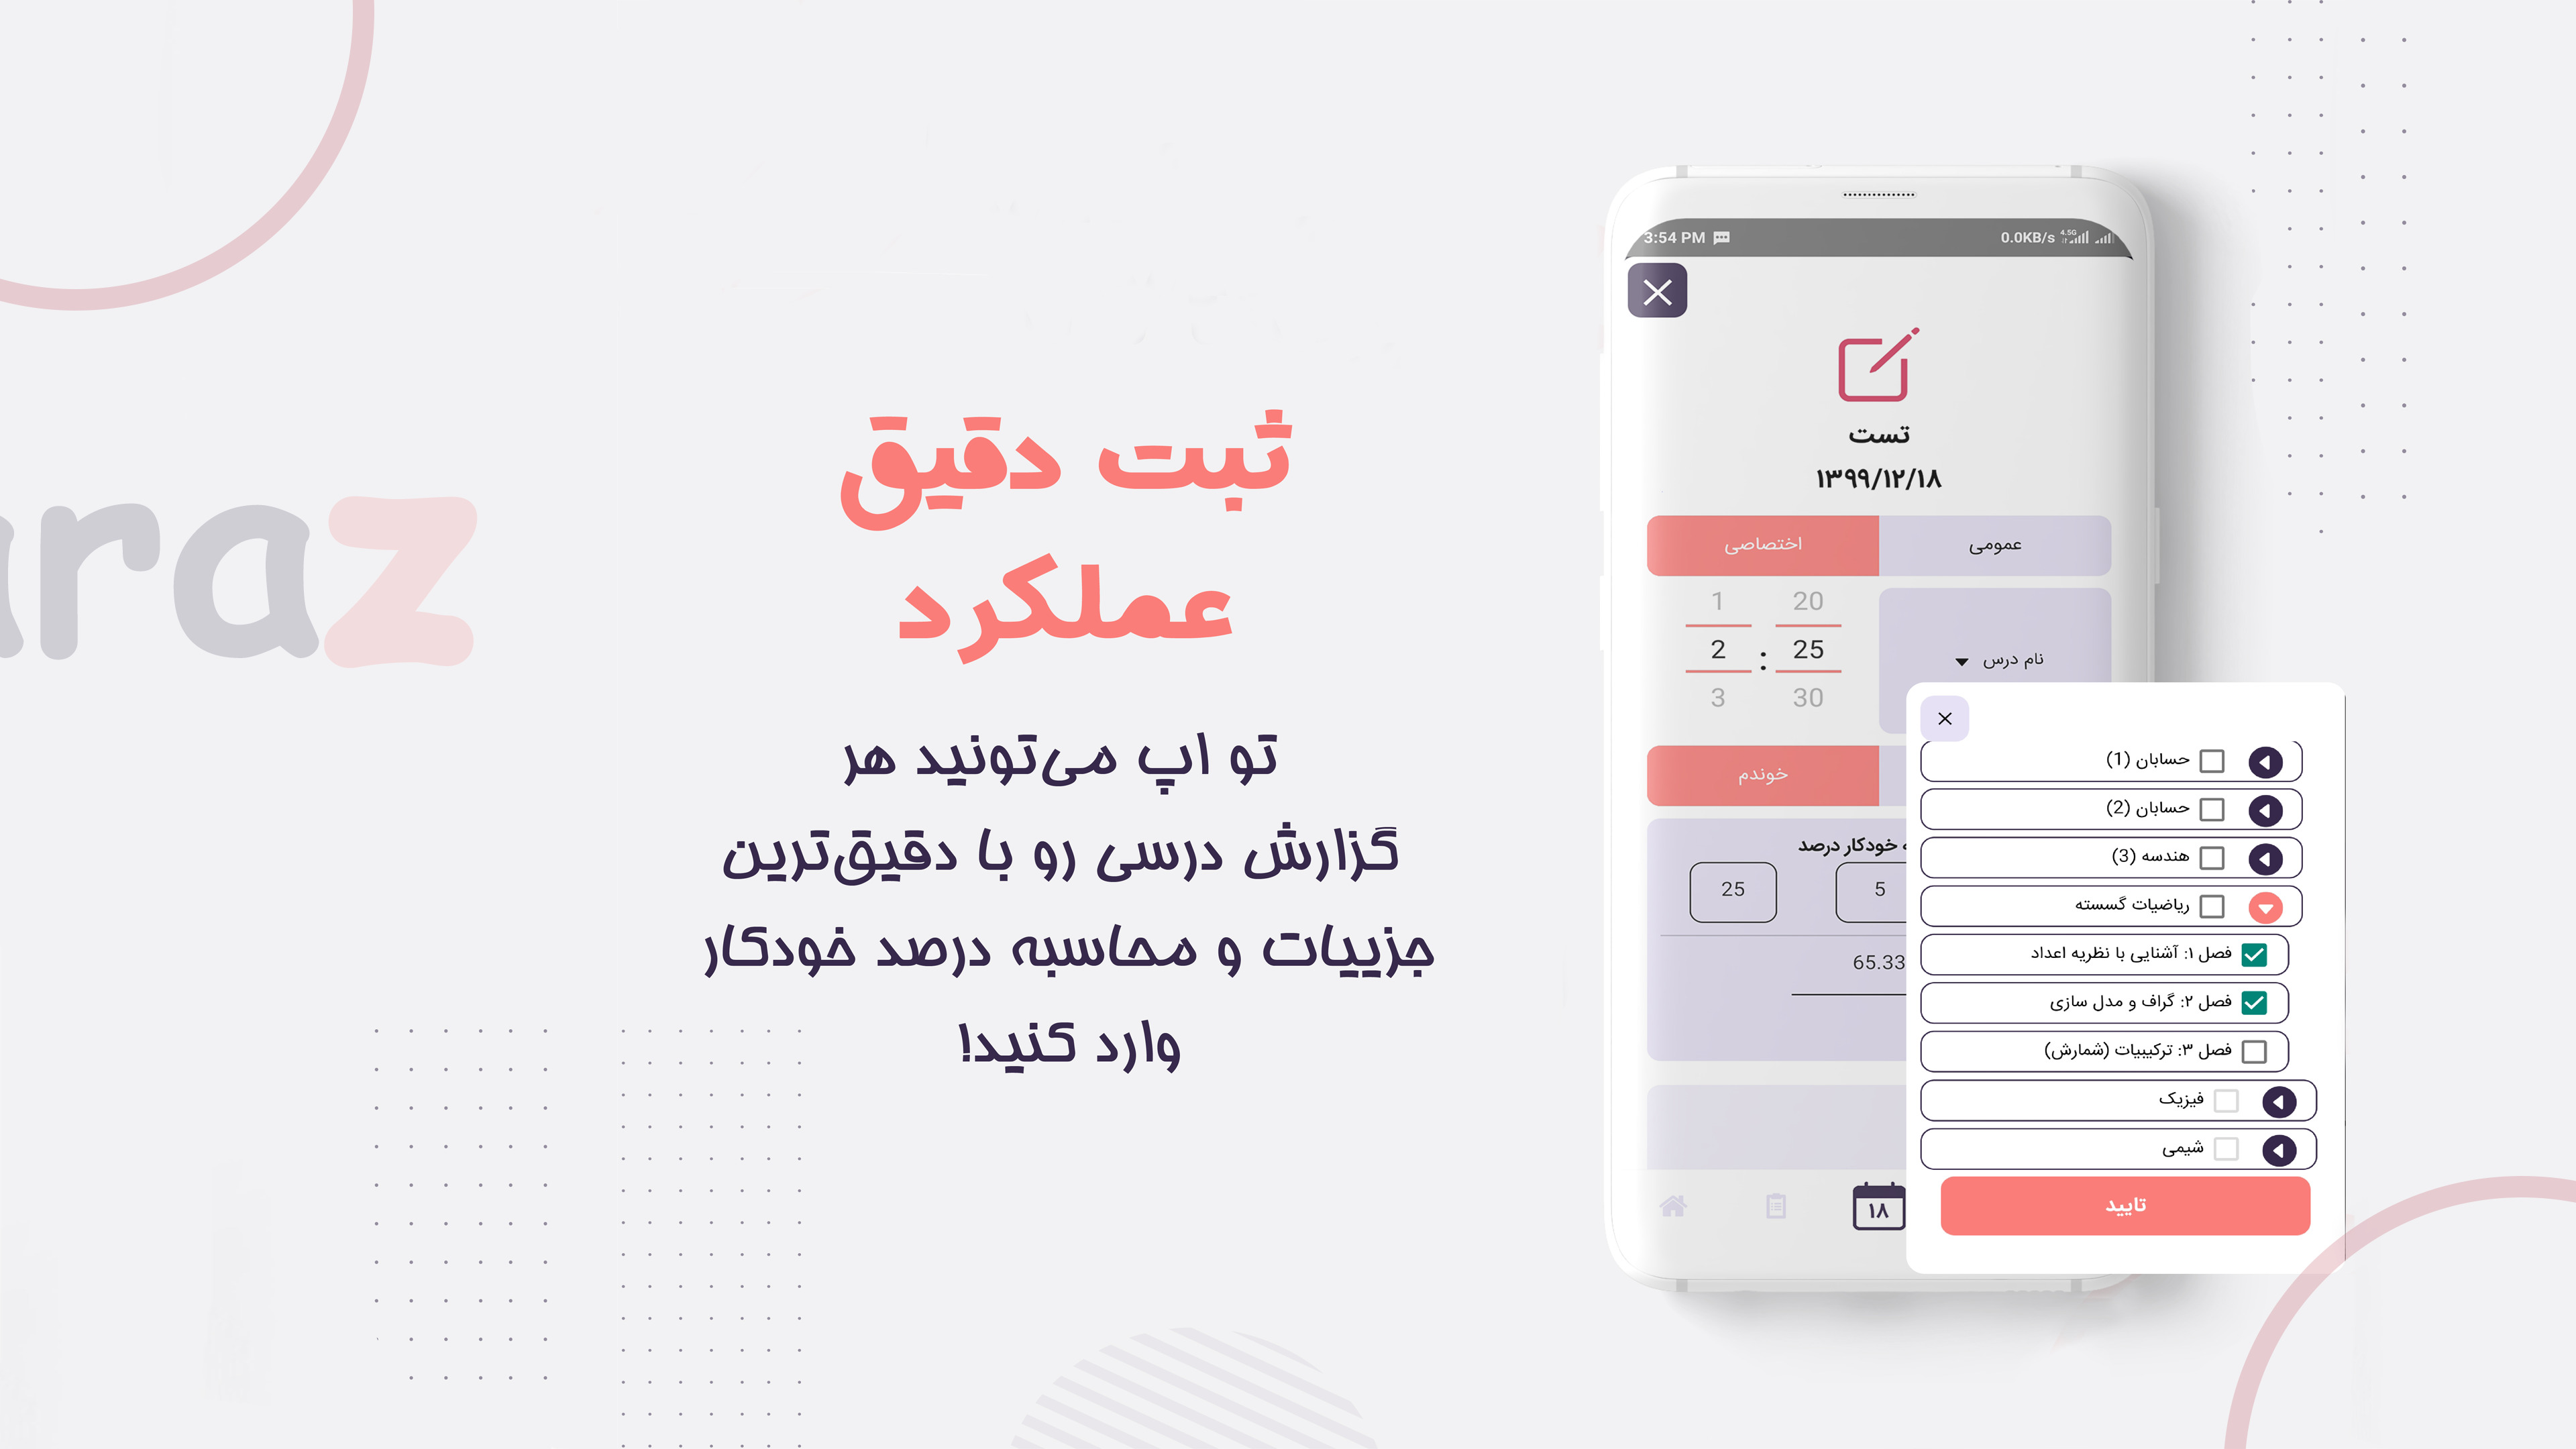 ثبت دقیق
عملکرد
تو اپ می‌تونید هر
گزارش درسی رو با دقیق‌ترین
جزییات و محاسبه درصد خودکار
وارد کنید!
araz
3:54 PM
0.0KB/s 4.5G
تست
۱۳۹۹/۱۲/۱۸
عمومی
اختصاصی
1 20
2 : 25
3 30
نام درس
خوندم
خودکار درصد
25 5
65.33
۱۸
حسابان (1)
حسابان (2)
هندسه (3)
ریاضیات گسسته
فصل ۱: آشنایی با نظریه اعداد
فصل ۲: گراف و مدل سازی
فصل ۳: ترکیبیات (شمارش)
فیزیک
شیمی
تایید